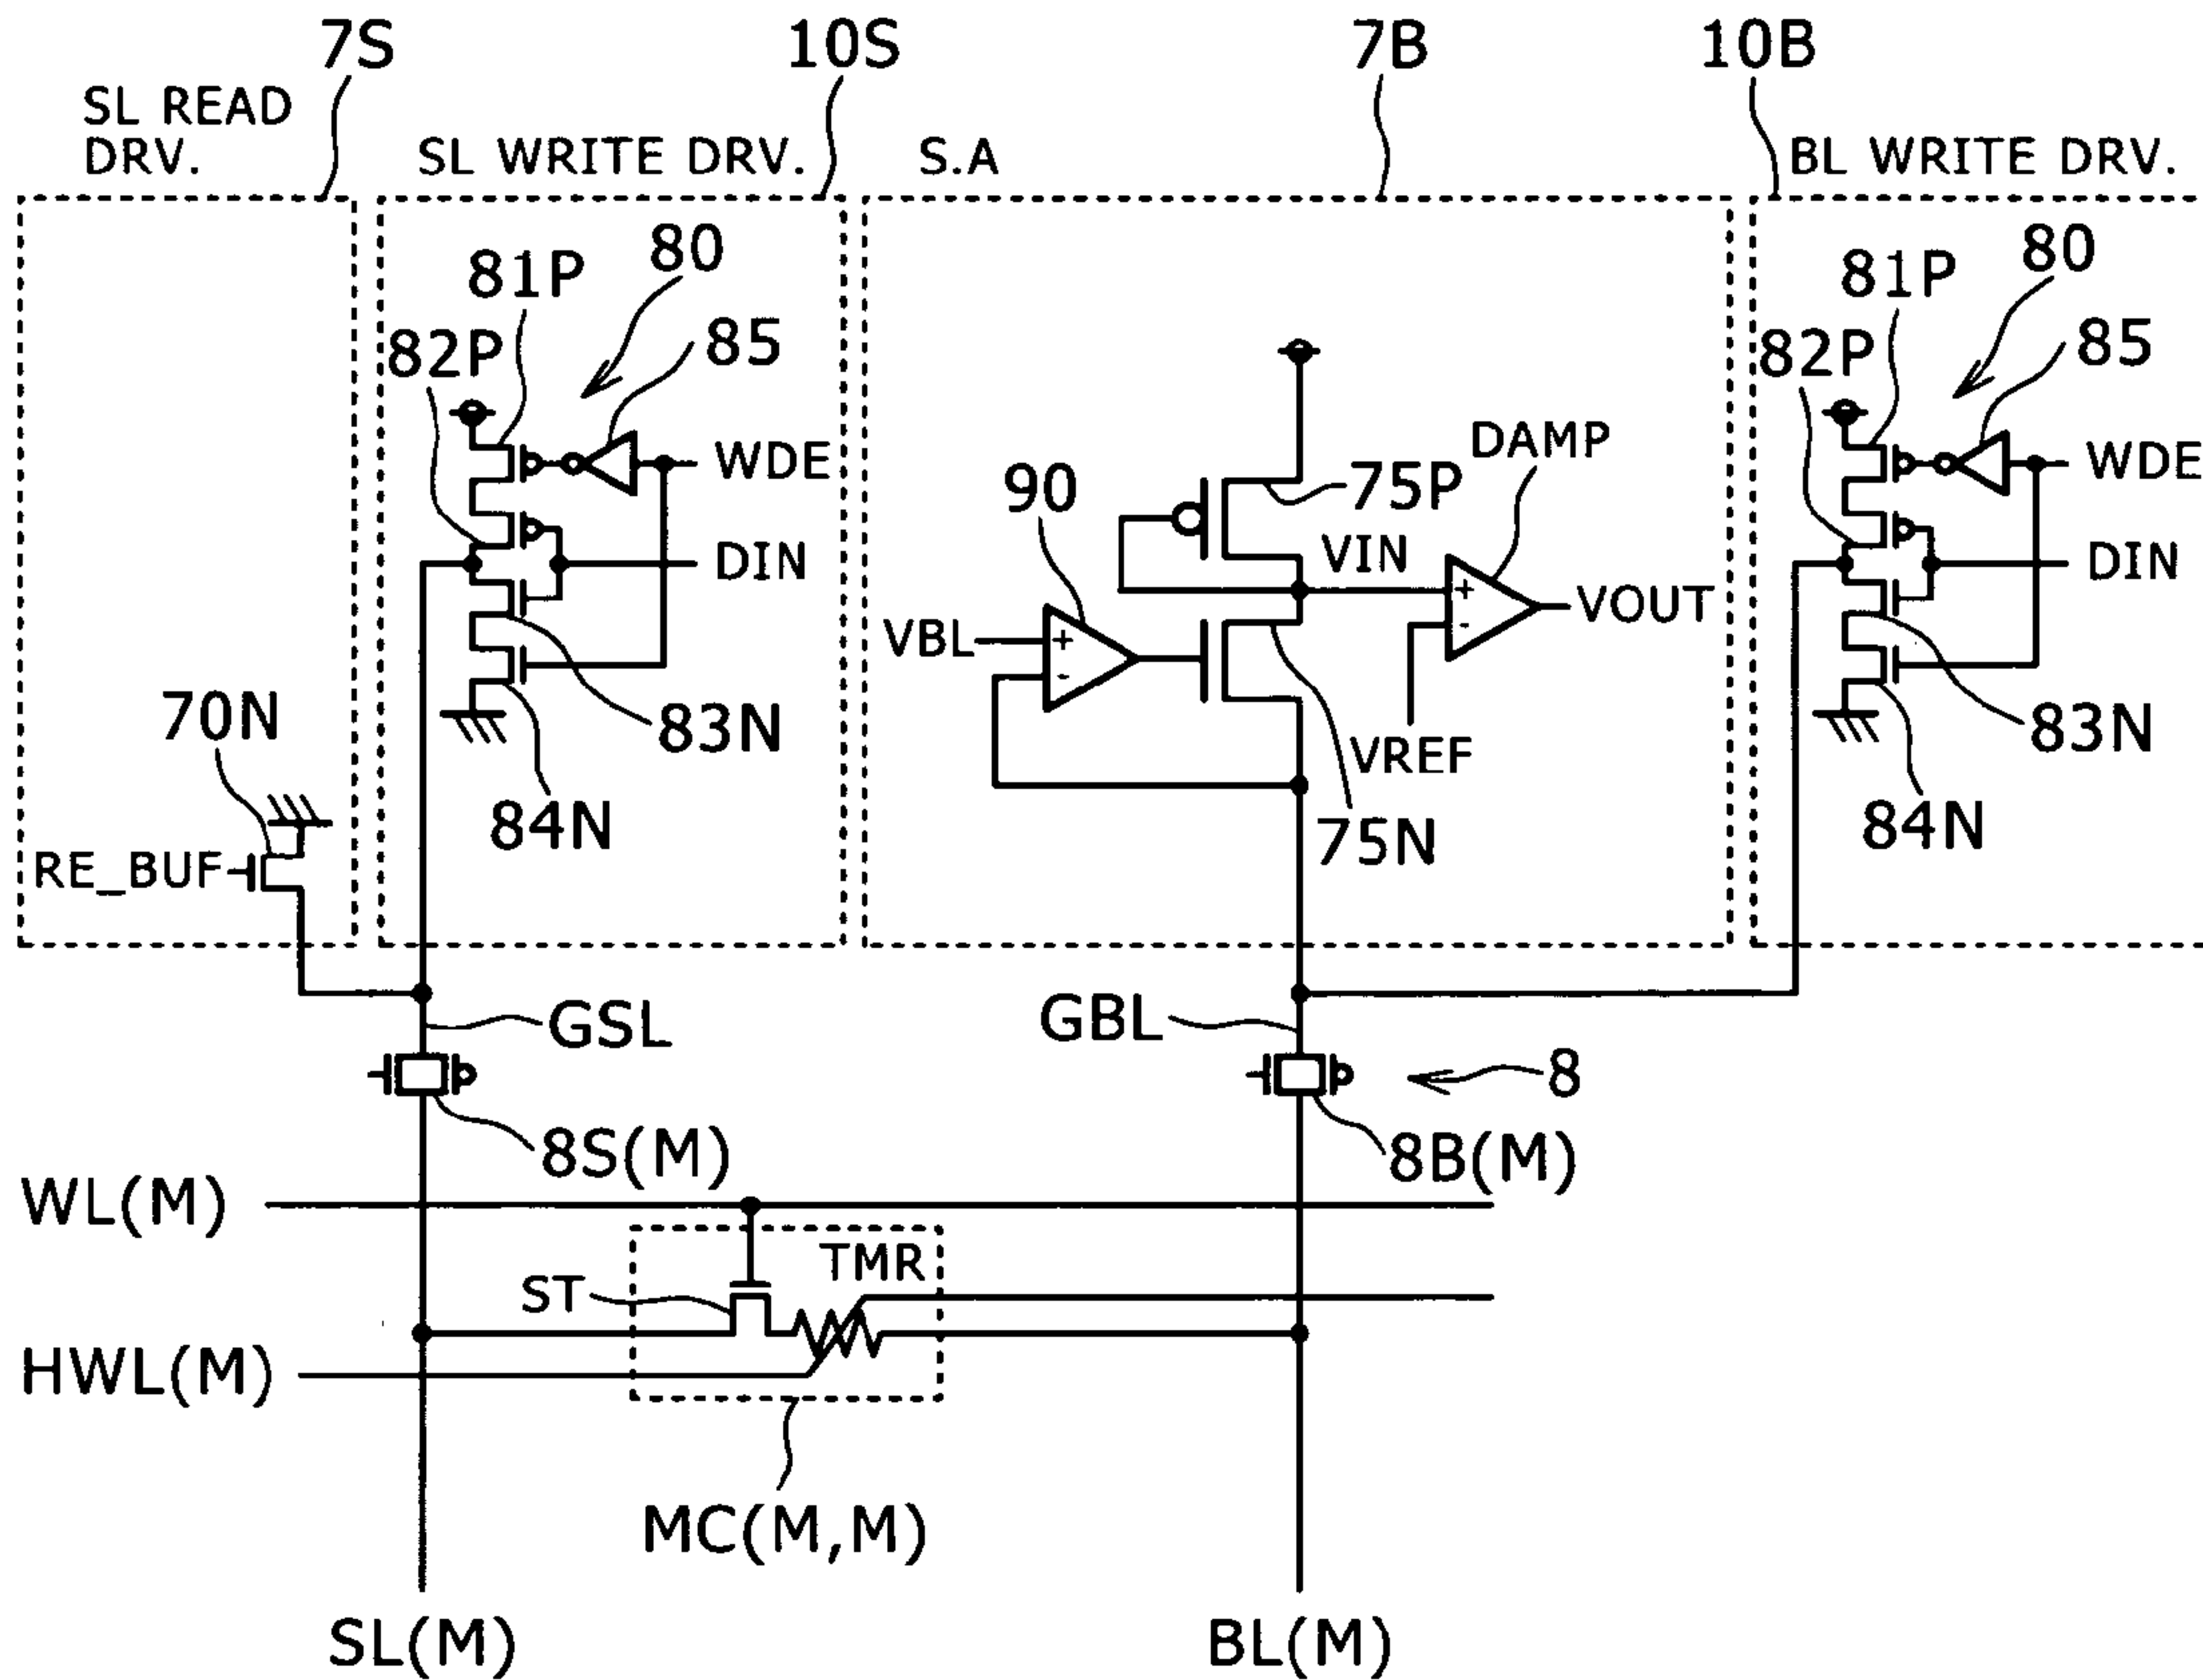 7S 10S 7B 10B
SL READ
DRV. SL WRITE DRV. S.A BL WRITE DRV.
81P 80 81P 80
82P 85 82P 85
WDE 90 75P DAMP WDE
DIN VIN DIN
VBL + - + - VOUT
70N 83N VREF 83N
84N 75N 84N
RE_BUF
GSL GBL
8
8S(M) 8B(M)
WL(M)
ST TMR
HWL(M)
MC(M,M)
SL(M) BL(M)